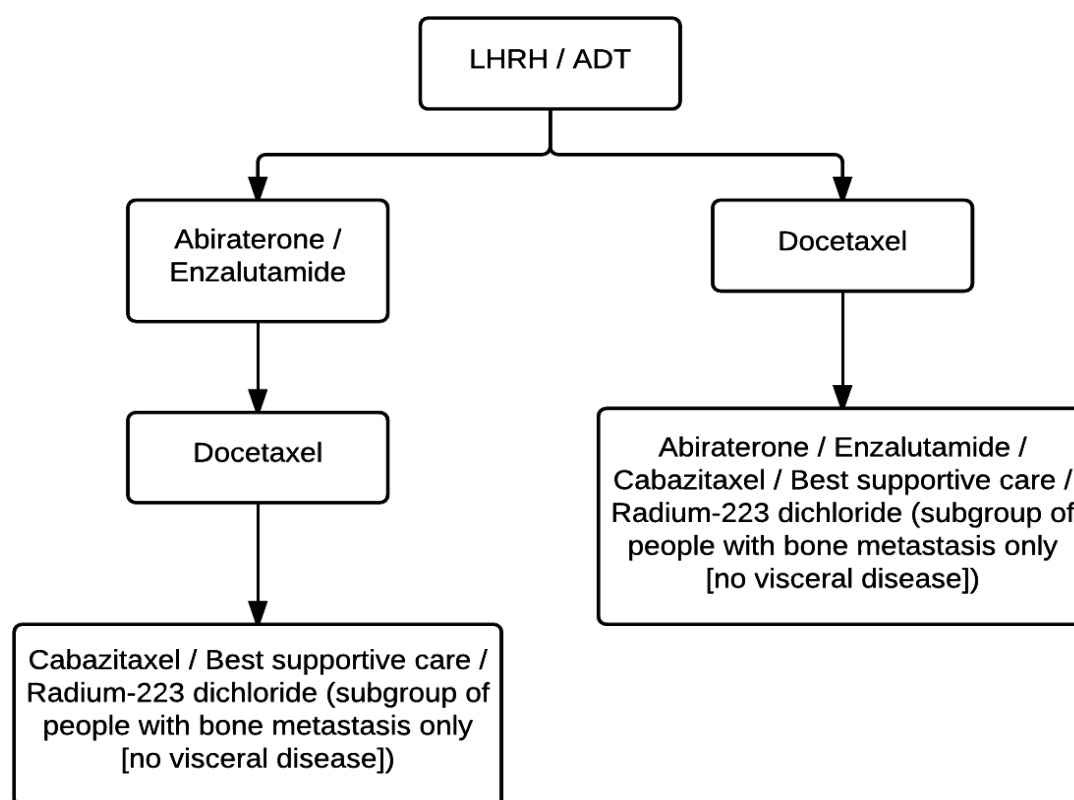 LHRH / ADT
Abiraterone /
Enzalutamide
Docetaxel
Docetaxel
Abiraterone / Enzalutamide /
Cabazitaxel / Best supportive care /
Radium-223 dichloride (subgroup of
people with bone metastasis only
[no visceral disease])
Cabazitaxel / Best supportive care /
Radium-223 dichloride (subgroup of
people with bone metastasis only
[no visceral disease])